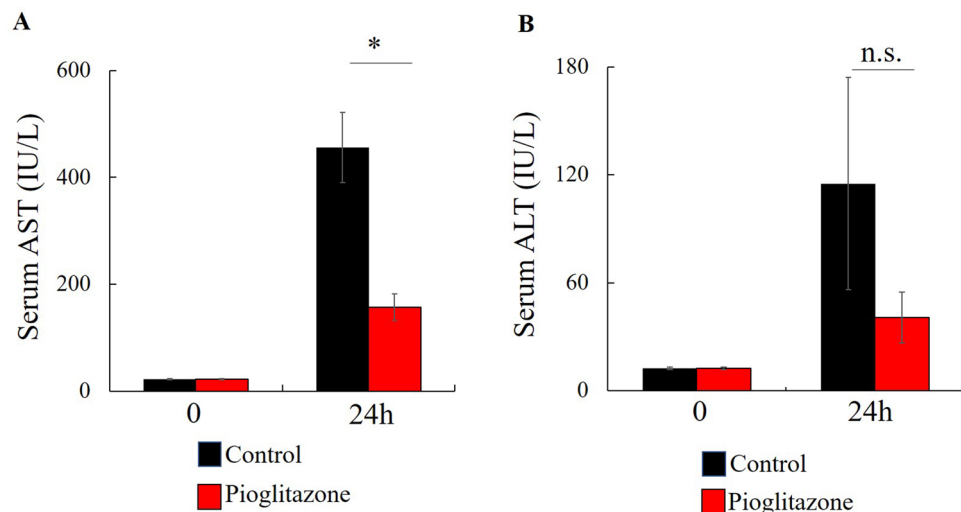 A
*
600
400
200
0
Serum AST (IU/L)
0 24h
Control
Pioglitazone
B
n.s.
180
120
60
0
Serum ALT (IU/L)
0 24h
Control
Pioglitazone